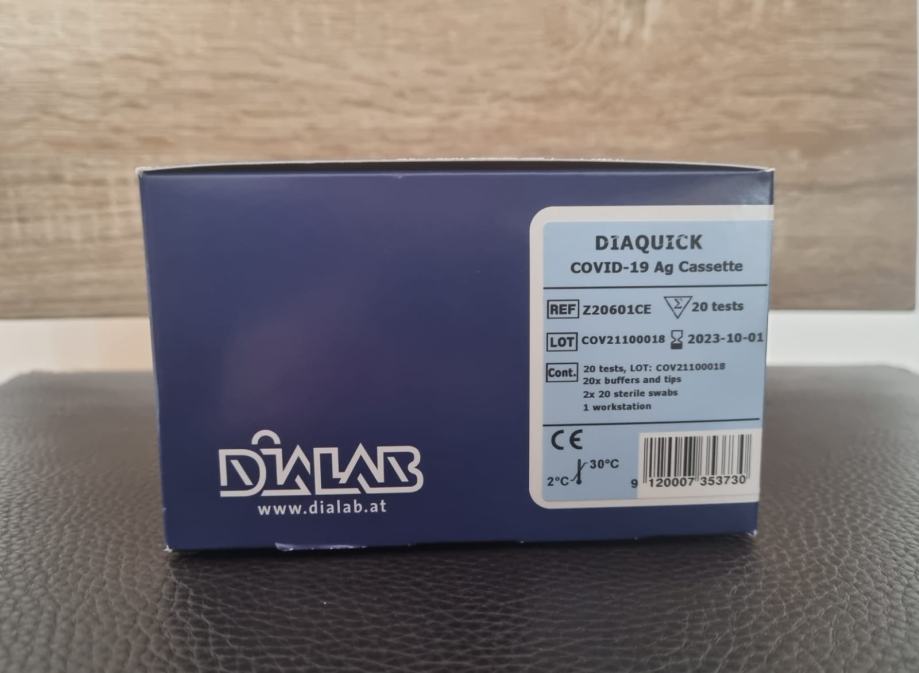 DIALAB
www.dialab.at
DIAQUICK
COVID-19 Ag Cassette
REF Z20601CE Σ 20 tests
LOT COV21100018 2023-10-01
Cont. 20 tests, LOT: COV21100018
20x buffers and tips
2x 20 sterile swabs
1 workstation
CE
30°C
2°C
9 120007 353730